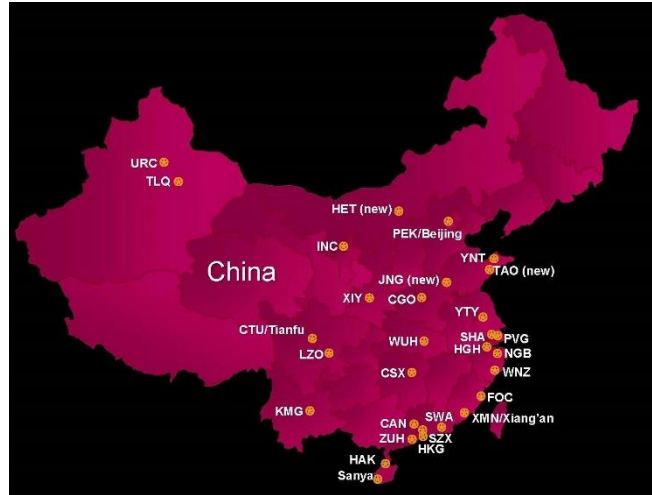 URC
TLQ
HET (new)
PEK/Beijing
INC
YNT
TAO (new)
China
JNG (new)
XIY
CGO
YTY
CTU/Tianfu
SHA
PVG
WUH
HGH
NGB
LZO
CSX
WNZ
FOC
KMG
SWA
XMN/Xiang'an
CAN
ZUH
SZX
HKG
HAK
Sanya